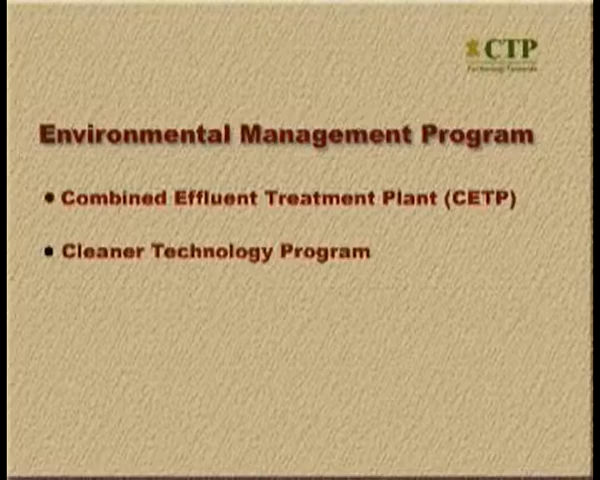 CTP
Environmental Management Program
• Combined Effluent Treatment Plant (CETP)
• Cleaner Technology Program